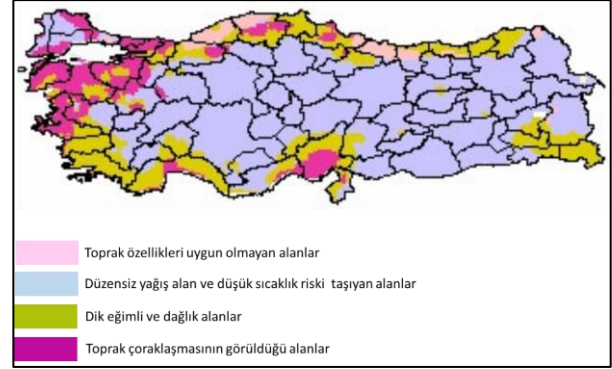 Toprak özellikleri uygun olmayan alanlar
Düzensiz yağış alan ve düşük sıcaklık riski taşıyan alanlar
Dik eğimli ve dağlık alanlar
Toprak çoraklaşmasının görüldüğü alanlar